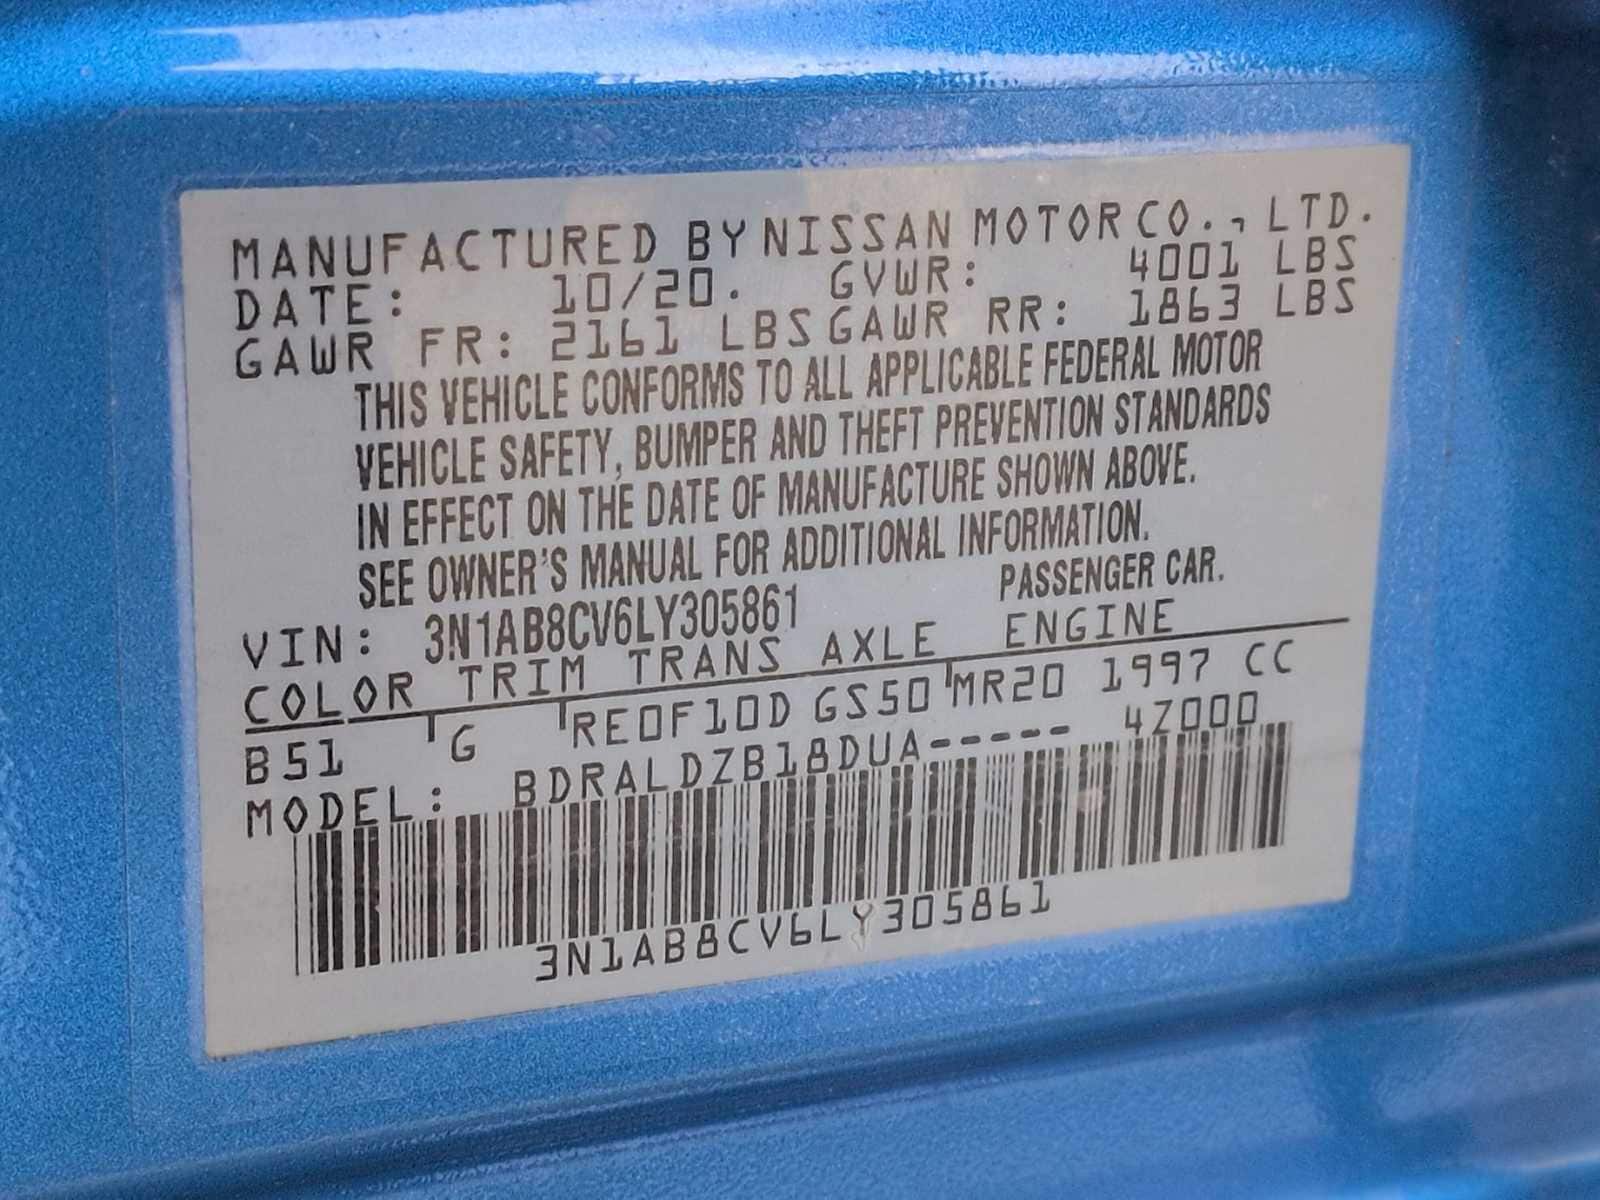 MANUFACTURED BY NISSAN MOTOR CO., LTD.
DATE: 10/20. GVWR: 4001 LBS
GAWR FR: 2161 LBS GAWR RR: 1863 LBS
THIS VEHICLE CONFORMS TO ALL APPLICABLE FEDERAL MOTOR
VEHICLE SAFETY, BUMPER AND THEFT PREVENTION STANDARDS
IN EFFECT ON THE DATE OF MANUFACTURE SHOWN ABOVE.
SEE OWNER'S MANUAL FOR ADDITIONAL INFORMATION.
VIN: 3N1AB8CV6LY305861 PASSENGER CAR.
COLOR TRIM TRANS AXLE ENGINE
B51 G RE0F10D GS50 MR20 1997 CC
MODEL: BDRALDZB18DUA----- 4Z000
3N1AB8CV6LY305861